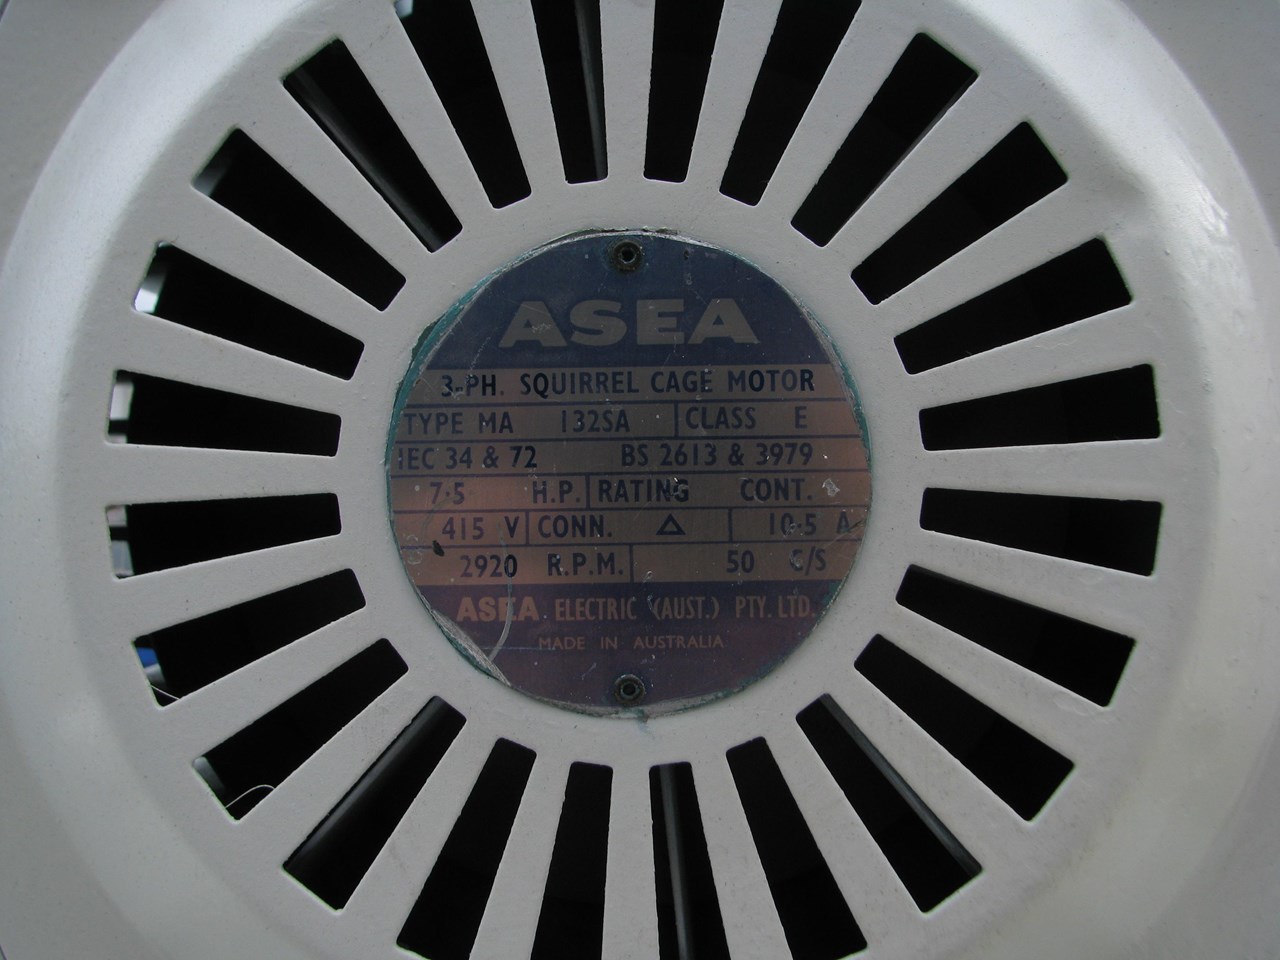 ASEA
3-PH. SQUIRREL CAGE MOTOR
TYPE MA 132SA CLASS E
IEC 34 & 72 BS 2613 & 3979
7·5 H.P. RATING CONT.
415 V CONN. △ 10·5 A
2920 R.P.M. 50 C/S
ASEA ELECTRIC (AUST.) PTY. LTD.
MADE IN AUSTRALIA